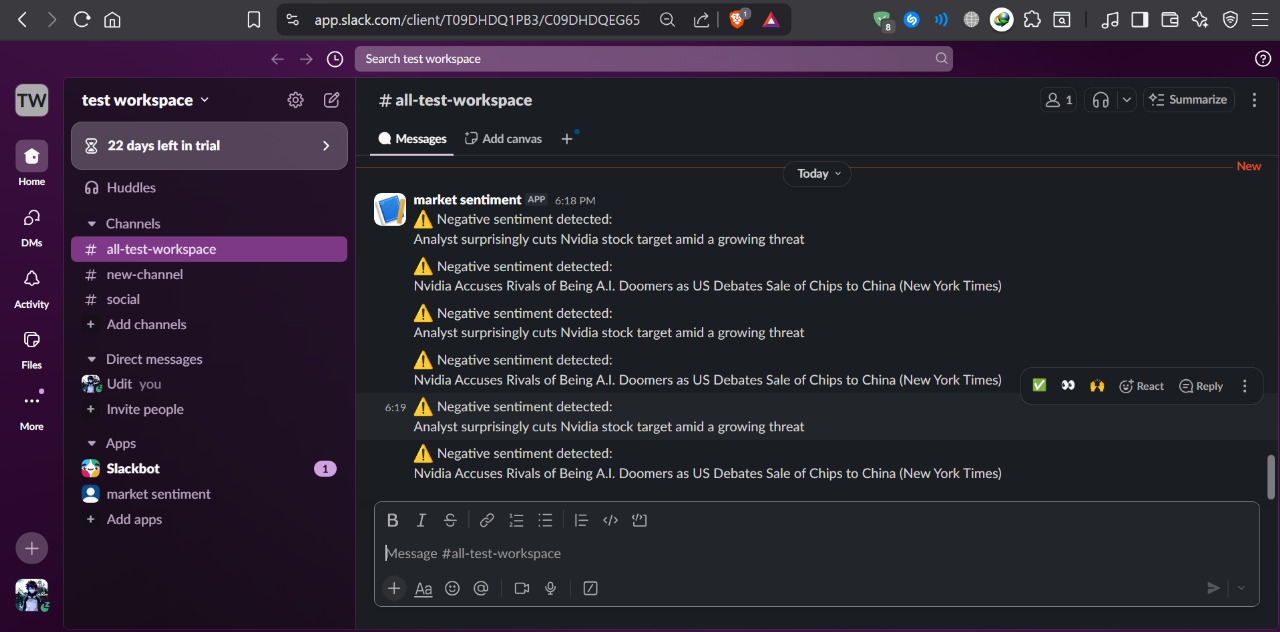 app.slack.com/client/T09DHDQ1PB3/C09DHDQEG65
1
8
Search test workspace
TW
test workspace
22 days left in trial
Home
DMs
Activity
Files
More
Huddles
Channels
# all-test-workspace
# new-channel
# social
+ Add channels
Direct messages
Udit you
+ Invite people
Apps
Slackbot 1
market sentiment
+ Add apps
# all-test-workspace
1
Summarize
Messages
Add canvas
+
Today
New
market sentiment APP 6:18 PM
⚠️ Negative sentiment detected:
Analyst surprisingly cuts Nvidia stock target amid a growing threat
⚠️ Negative sentiment detected:
Nvidia Accuses Rivals of Being A.I. Doomers as US Debates Sale of Chips to China (New York Times)
⚠️ Negative sentiment detected:
Analyst surprisingly cuts Nvidia stock target amid a growing threat
⚠️ Negative sentiment detected:
Nvidia Accuses Rivals of Being A.I. Doomers as US Debates Sale of Chips to China (New York Times)
React
Reply
6:19 ⚠️ Negative sentiment detected:
Analyst surprisingly cuts Nvidia stock target amid a growing threat
⚠️ Negative sentiment detected:
Nvidia Accuses Rivals of Being A.I. Doomers as US Debates Sale of Chips to China (New York Times)
B I S
Message #all-test-workspace
+ Aa @